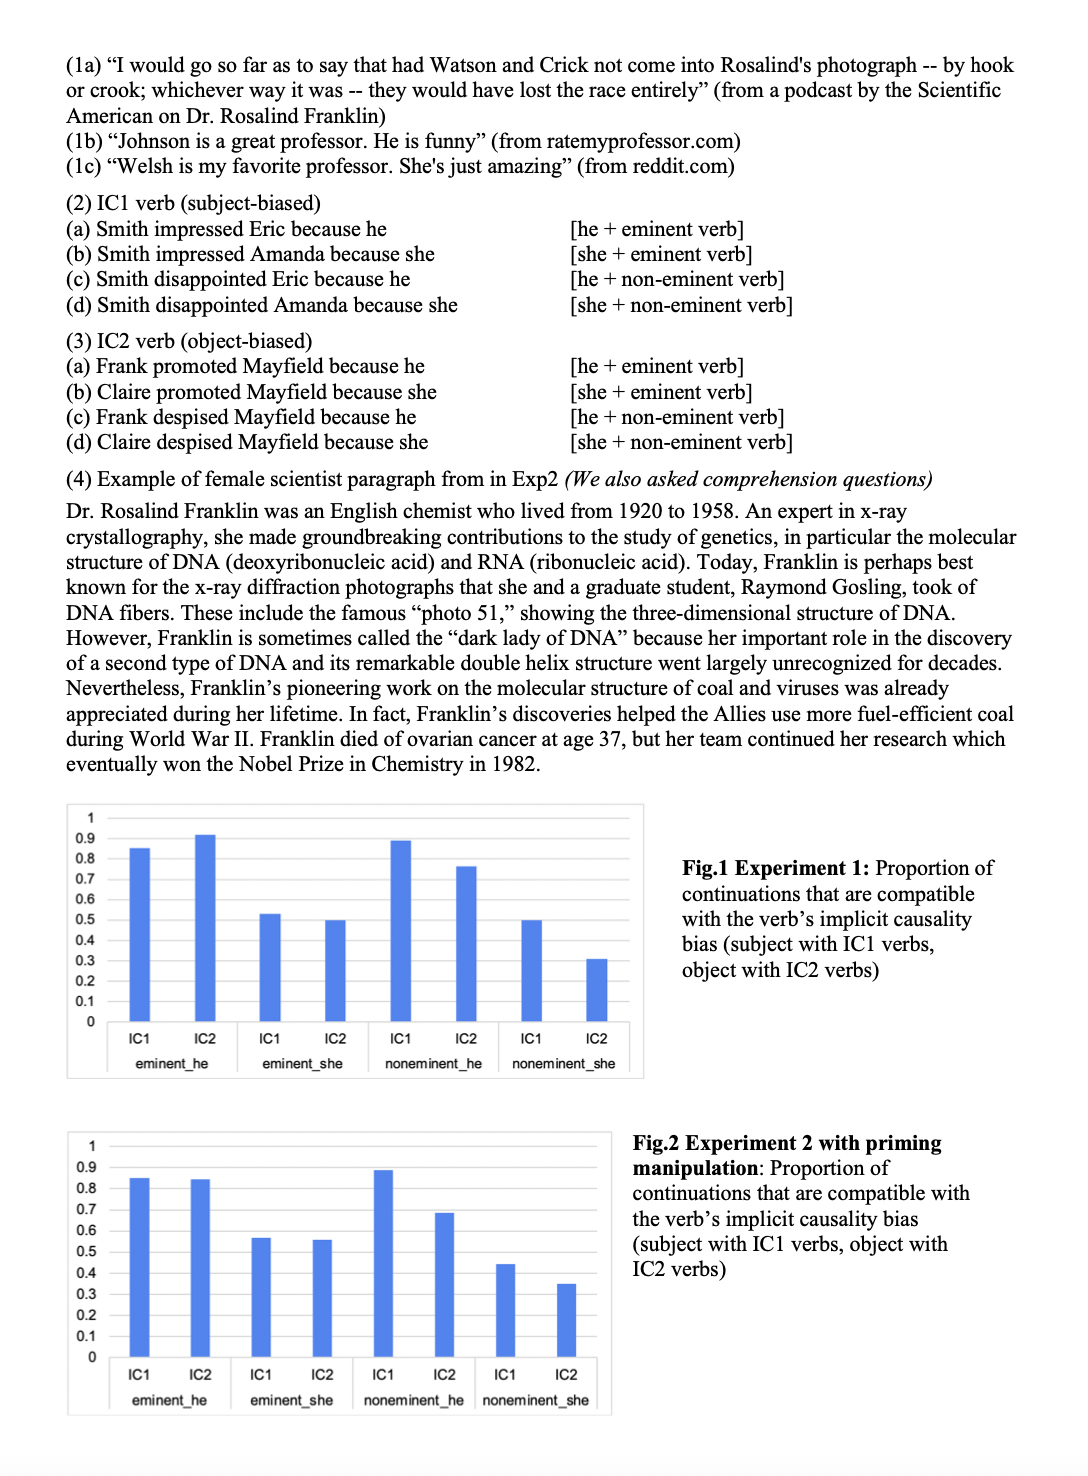 (1a) “I would go so far as to say that had Watson and Crick not come into Rosalind's photograph -- by hook
or crook; whichever way it was -- they would have lost the race entirely” (from a podcast by the Scientific
American on Dr. Rosalind Franklin)
(1b) “Johnson is a great professor. He is funny” (from ratemyprofessor.com)
(1c) “Welsh is my favorite professor. She's just amazing” (from reddit.com)
(2) IC1 verb (subject-biased)
(a) Smith impressed Eric because he [he + eminent verb]
(b) Smith impressed Amanda because she [she + eminent verb]
(c) Smith disappointed Eric because he [he + non-eminent verb]
(d) Smith disappointed Amanda because she [she + non-eminent verb]
(3) IC2 verb (object-biased)
(a) Frank promoted Mayfield because he [he + eminent verb]
(b) Claire promoted Mayfield because she [she + eminent verb]
(c) Frank despised Mayfield because he [he + non-eminent verb]
(d) Claire despised Mayfield because she [she + non-eminent verb]
(4) Example of female scientist paragraph from in Exp2 (We also asked comprehension questions)
Dr. Rosalind Franklin was an English chemist who lived from 1920 to 1958. An expert in x-ray
crystallography, she made groundbreaking contributions to the study of genetics, in particular the molecular
structure of DNA (deoxyribonucleic acid) and RNA (ribonucleic acid). Today, Franklin is perhaps best
known for the x-ray diffraction photographs that she and a graduate student, Raymond Gosling, took of
DNA fibers. These include the famous “photo 51,” showing the three-dimensional structure of DNA.
However, Franklin is sometimes called the “dark lady of DNA” because her important role in the discovery
of a second type of DNA and its remarkable double helix structure went largely unrecognized for decades.
Nevertheless, Franklin’s pioneering work on the molecular structure of coal and viruses was already
appreciated during her lifetime. In fact, Franklin’s discoveries helped the Allies use more fuel-efficient coal
during World War II. Franklin died of ovarian cancer at age 37, but her team continued her research which
eventually won the Nobel Prize in Chemistry in 1982.
1
0.9
0.8
0.7
0.6
0.5
0.4
0.3
0.2
0.1
0
IC1 IC2 IC1 IC2 IC1 IC2 IC1 IC2
eminent_he eminent_she noneminent_he noneminent_she
Fig.1 Experiment 1: Proportion of
continuations that are compatible
with the verb’s implicit causality
bias (subject with IC1 verbs,
object with IC2 verbs)
1
0.9
0.8
0.7
0.6
0.5
0.4
0.3
0.2
0.1
0
IC1 IC2 IC1 IC2 IC1 IC2 IC1 IC2
eminent_he eminent_she noneminent_he noneminent_she
Fig.2 Experiment 2 with priming
manipulation: Proportion of
continuations that are compatible with
the verb’s implicit causality bias
(subject with IC1 verbs, object with
IC2 verbs)